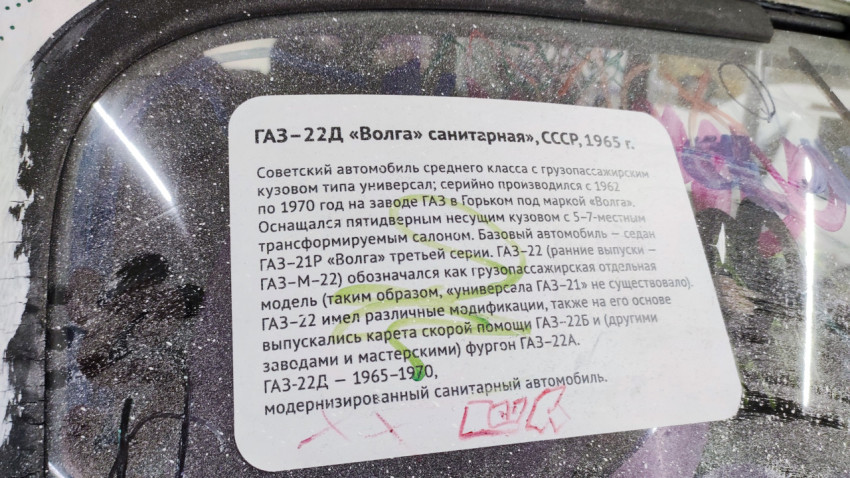 ГАЗ–22Д «Волга» санитарная», СССР, 1965 г.
Советский автомобиль среднего класса с грузопассажирским
кузовом типа универсал; серийно производился с 1962
по 1970 год на заводе ГАЗ в Горьком под маркой «Волга».
Оснащался пятидверным несущим кузовом с 5–7-местным
трансформируемым салоном. Базовый автомобиль — седан
ГАЗ–21Р «Волга» третьей серии. ГАЗ–22 (ранние выпуски —
ГАЗ–М–22) обозначался как грузопассажирская отдельная
модель (таким образом, «универсала ГАЗ–21» не существовало).
ГАЗ–22 имел различные модификации, также на его основе
выпускались карета скорой помощи ГАЗ–22Б и (другими
заводами и мастерскими) фургон ГАЗ–22А.
ГАЗ–22Д — 1965–1970,
модернизированный санитарный автомобиль.